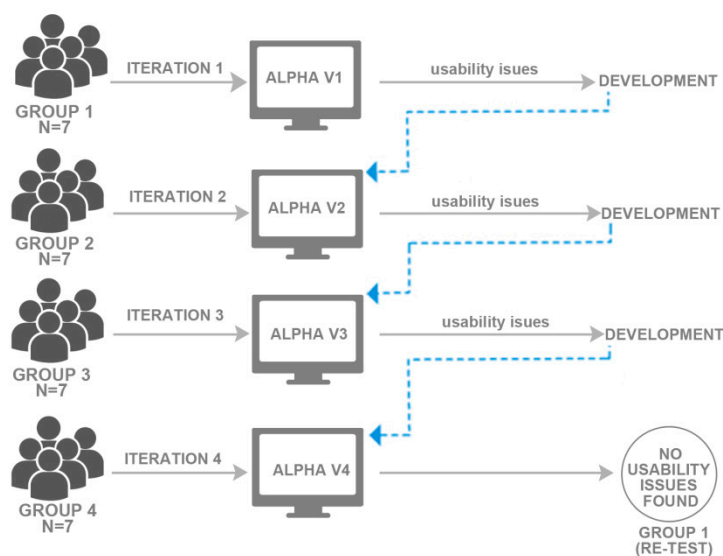 ITERATION 1
ALPHA V1
usability isues
DEVELOPMENT
GROUP 1
N=7
ITERATION 2
ALPHA V2
usability isues
DEVELOPMENT
GROUP 2
N=7
ITERATION 3
ALPHA V3
usability isues
DEVELOPMENT
GROUP 3
N=7
ITERATION 4
ALPHA V4
NO
USABILITY
ISSUES
FOUND
GROUP 4
N=7
GROUP 1
(RE-TEST)